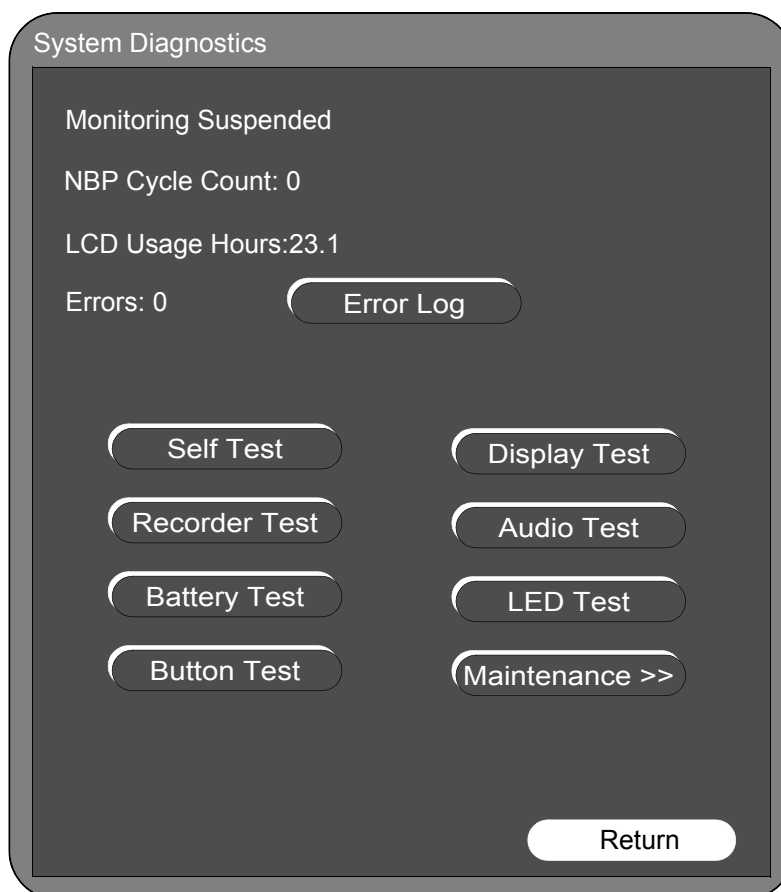 System Diagnostics
Monitoring Suspended
NBP Cycle Count: 0
LCD Usage Hours:23.1
Errors: 0
Error Log
Self Test
Display Test
Recorder Test
Audio Test
Battery Test
LED Test
Button Test
Maintenance >>
Return